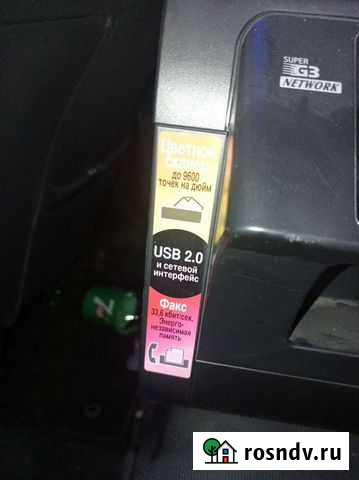 SUPER
G3
NETWORK
Цветной
сканер
до 9600
точек на дюйм
USB 2.0
и сетевой
интерфейс
Факс
33,6 кбит/сек.
Энерго-
независимая
память
rosndv.ru